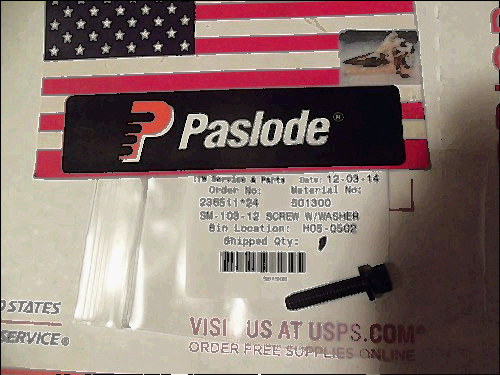 Paslode®
ITW Service & Parts Date: 12-03-14
Order No: Material No:
236511*24 501300
SM-103-12 SCREW W/WASHER
Bin Location: H05-0502
Shipped Qty:
501300
D STATES
SERVICE®
VISIT US AT USPS.COM®
ORDER FREE SUPPLIES ONLINE